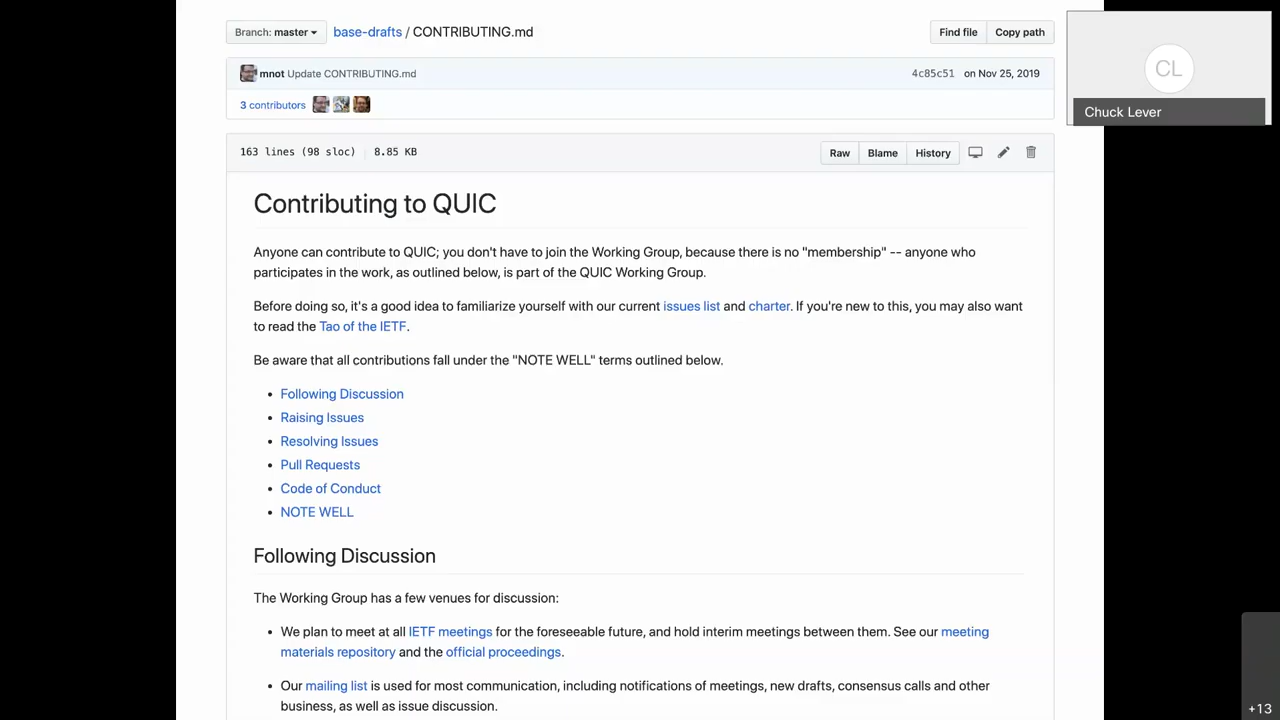 Branch: master
base-drafts / CONTRIBUTING.md
Find file
Copy path
CL
Chuck Lever
mnot Update CONTRIBUTING.md
4c85c51 on Nov 25, 2019
3 contributors
163 lines (98 sloc) 8.85 KB
Raw
Blame
History
Contributing to QUIC
Anyone can contribute to QUIC; you don't have to join the Working Group, because there is no "membership" -- anyone who
participates in the work, as outlined below, is part of the QUIC Working Group.
Before doing so, it's a good idea to familiarize yourself with our current issues list and charter. If you're new to this, you may also want
to read the Tao of the IETF.
Be aware that all contributions fall under the "NOTE WELL" terms outlined below.
• Following Discussion
• Raising Issues
• Resolving Issues
• Pull Requests
• Code of Conduct
• NOTE WELL
Following Discussion
The Working Group has a few venues for discussion:
• We plan to meet at all IETF meetings for the foreseeable future, and hold interim meetings between them. See our meeting
materials repository and the official proceedings.
• Our mailing list is used for most communication, including notifications of meetings, new drafts, consensus calls and other
business, as well as issue discussion.
+13